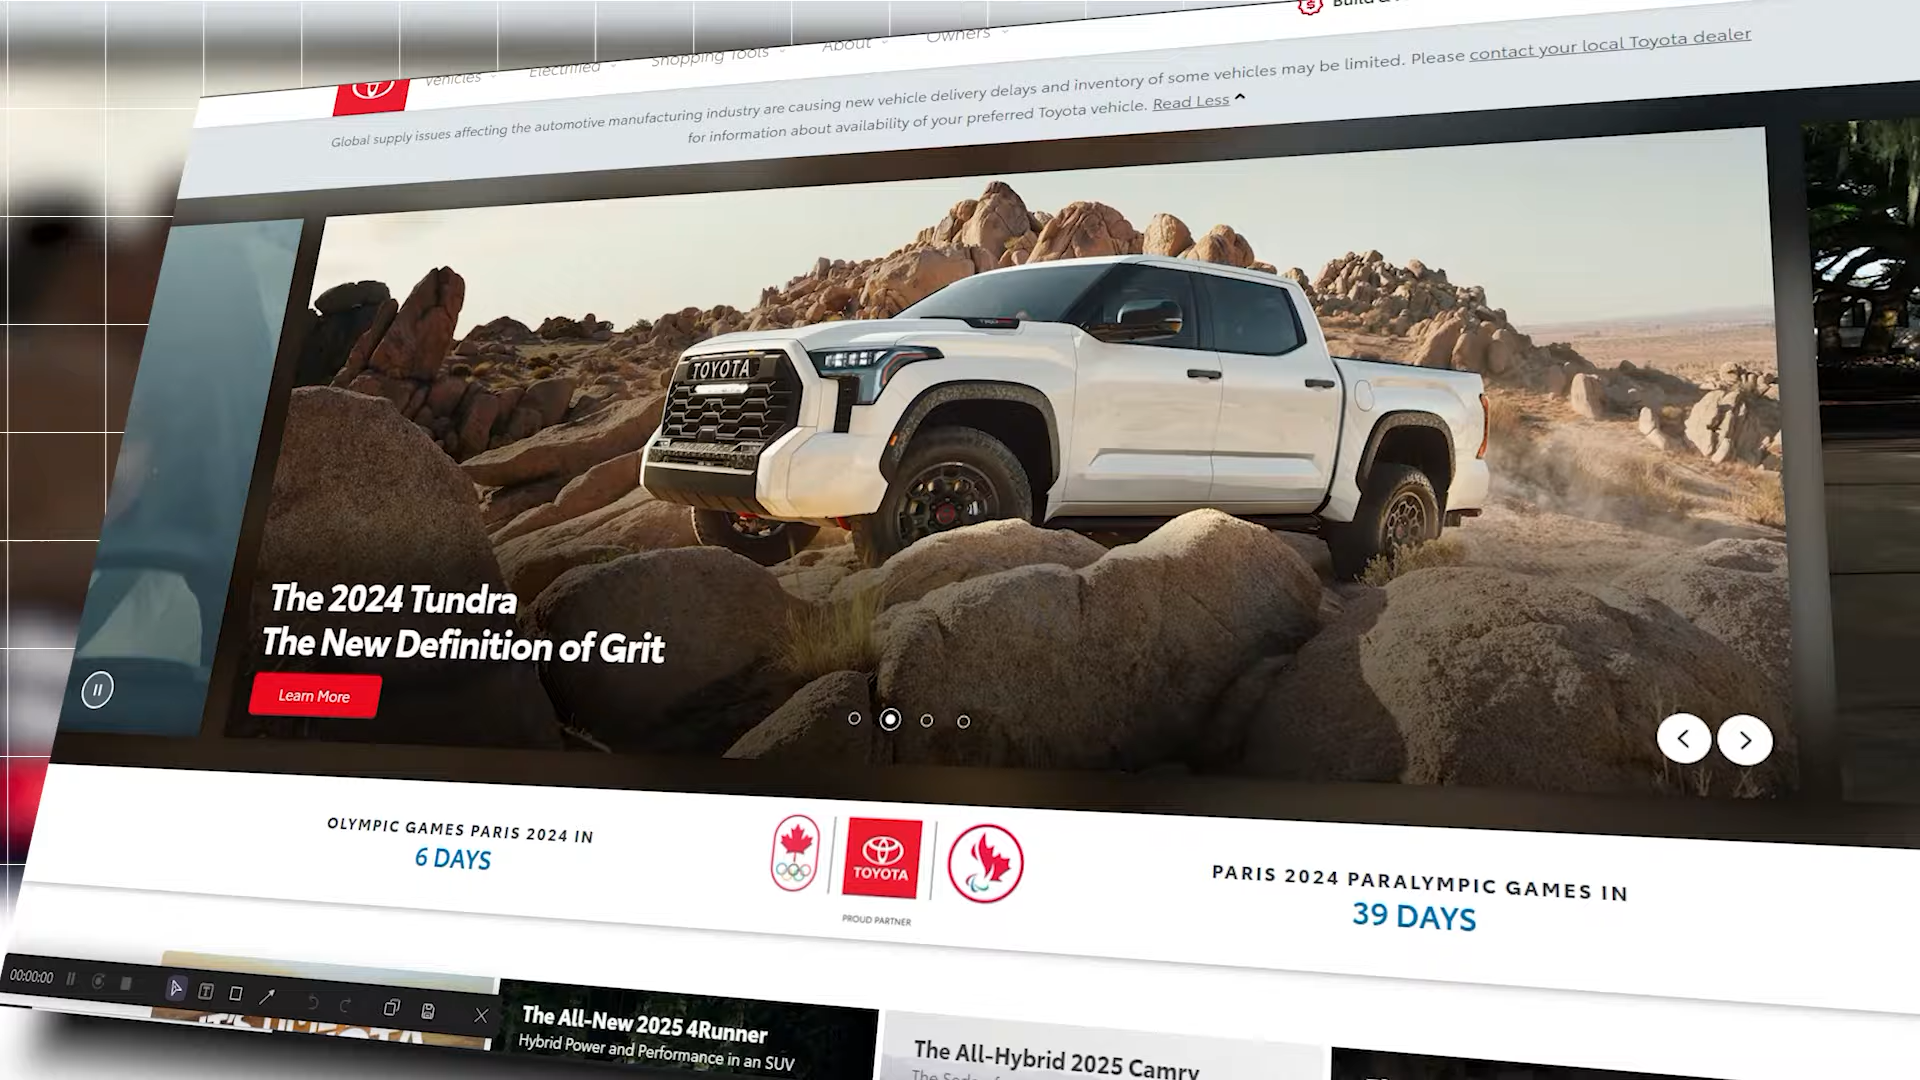 Vehicles
Electrified
Shopping Tools
About
Owners
Global supply issues affecting the automotive manufacturing industry are causing new vehicle delivery delays and inventory of some vehicles may be limited. Please contact your local Toyota dealer
for information about availability of your preferred Toyota vehicle. Read Less
TOYOTA
The 2024 Tundra
The New Definition of Grit
Learn More
OLYMPIC GAMES PARIS 2024 IN
6 DAYS
TOYOTA
PROUD PARTNER
PARIS 2024 PARALYMPIC GAMES IN
39 DAYS
00:00:00
The All-New 2025 4Runner
Hybrid Power and Performance in an SUV
The All-Hybrid 2025 Camry